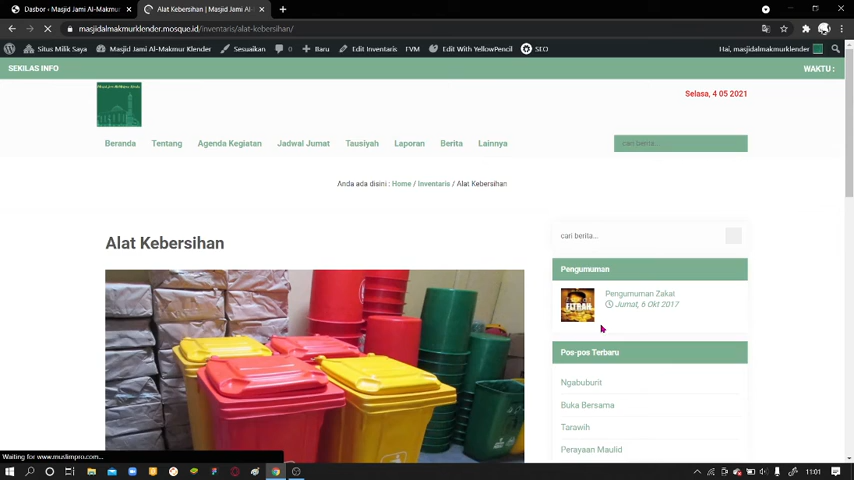 Dasbor ‹ Masjid Jami Al-Makmu
Alat Kebersihan | Masjid Jami Al-
masjidalmakmurklender.mosque.id/inventaris/alat-kebersihan/
Situs Milik Saya
Masjid Jami Al-Makmur Klender
Sesuaikan
0
Baru
Edit Inventaris
FVM
Edit With YellowPencil
SEO
Hai, masjidalmakmurklender
SEKILAS INFO
WAKTU :
Selasa, 4 05 2021
Beranda
Tentang
Agenda Kegiatan
Jadwal Jumat
Tausiyah
Laporan
Berita
Lainnya
cari berita...
Anda ada disini : Home / Inventaris / Alat Kebersihan
Alat Kebersihan
cari berita...
Pengumuman
FITRAH
Pengumuman Zakat
Jumat, 6 Okt 2017
Pos-pos Terbaru
Ngabuburit
Buka Bersama
Tarawih
Perayaan Maulid
Waiting for www.muslimpro.com...
11:01